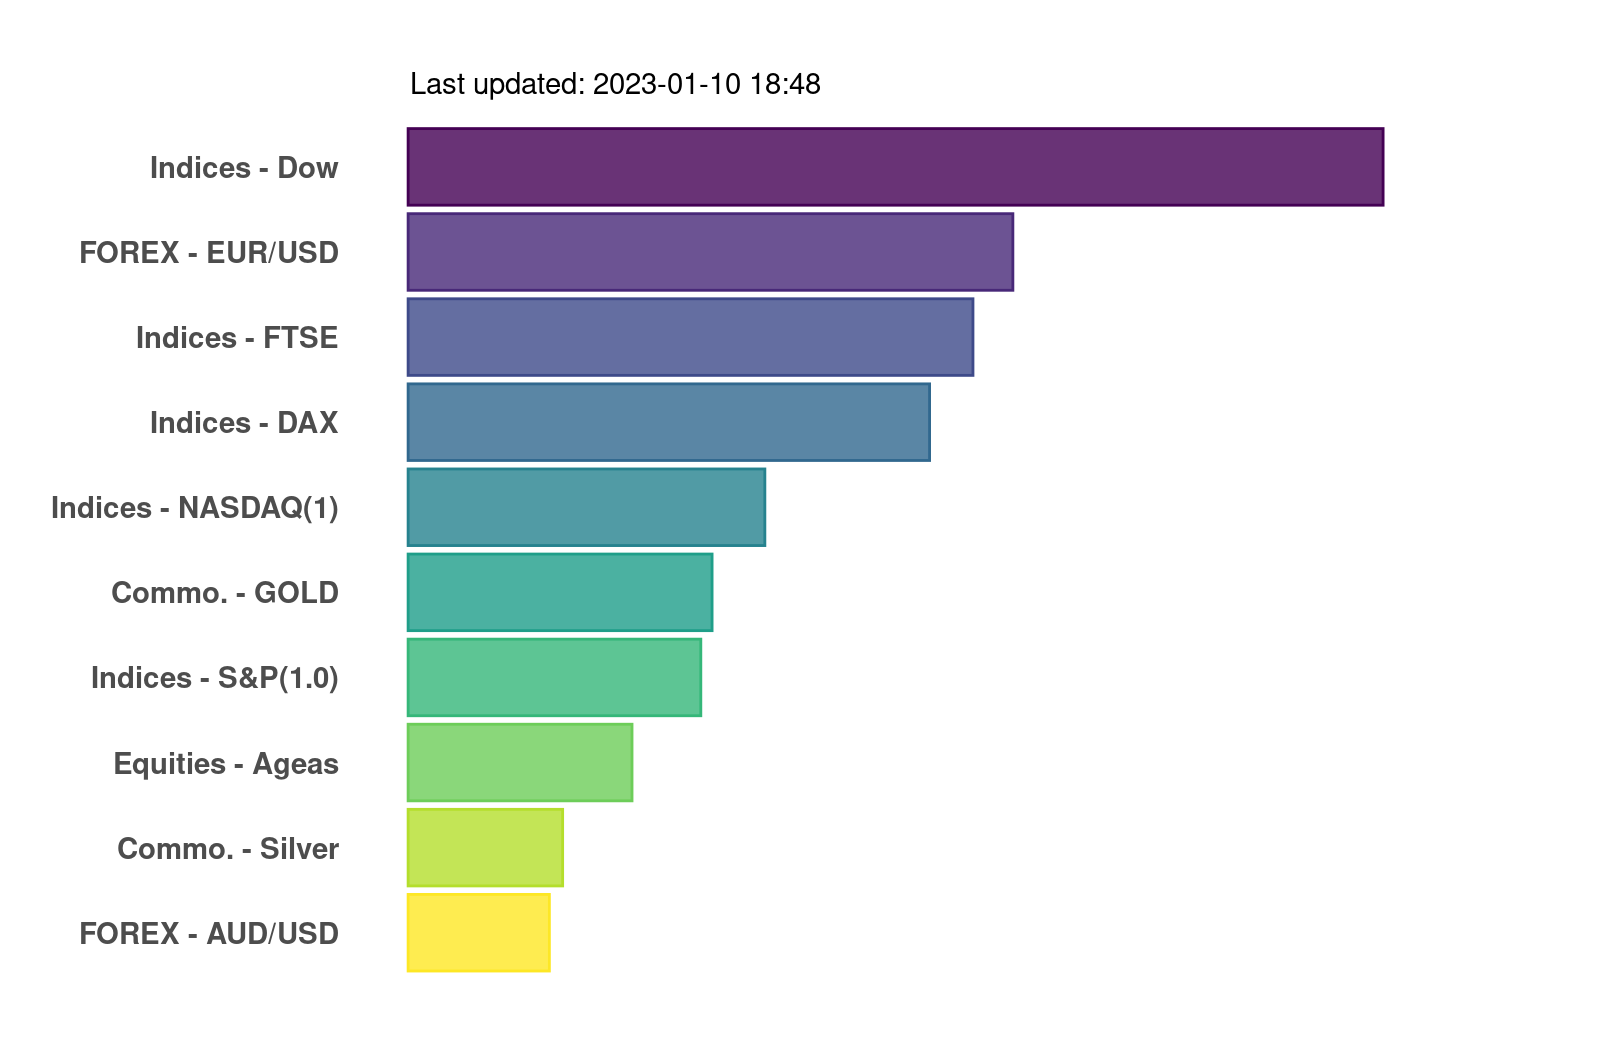 Last updated: 2023-01-10 18:48
Indices - Dow
FOREX - EUR/USD
Indices - FTSE
Indices - DAX
Indices - NASDAQ(1)
Commo. - GOLD
Indices - S&P(1.0)
Equities - Ageas
Commo. - Silver
FOREX - AUD/USD